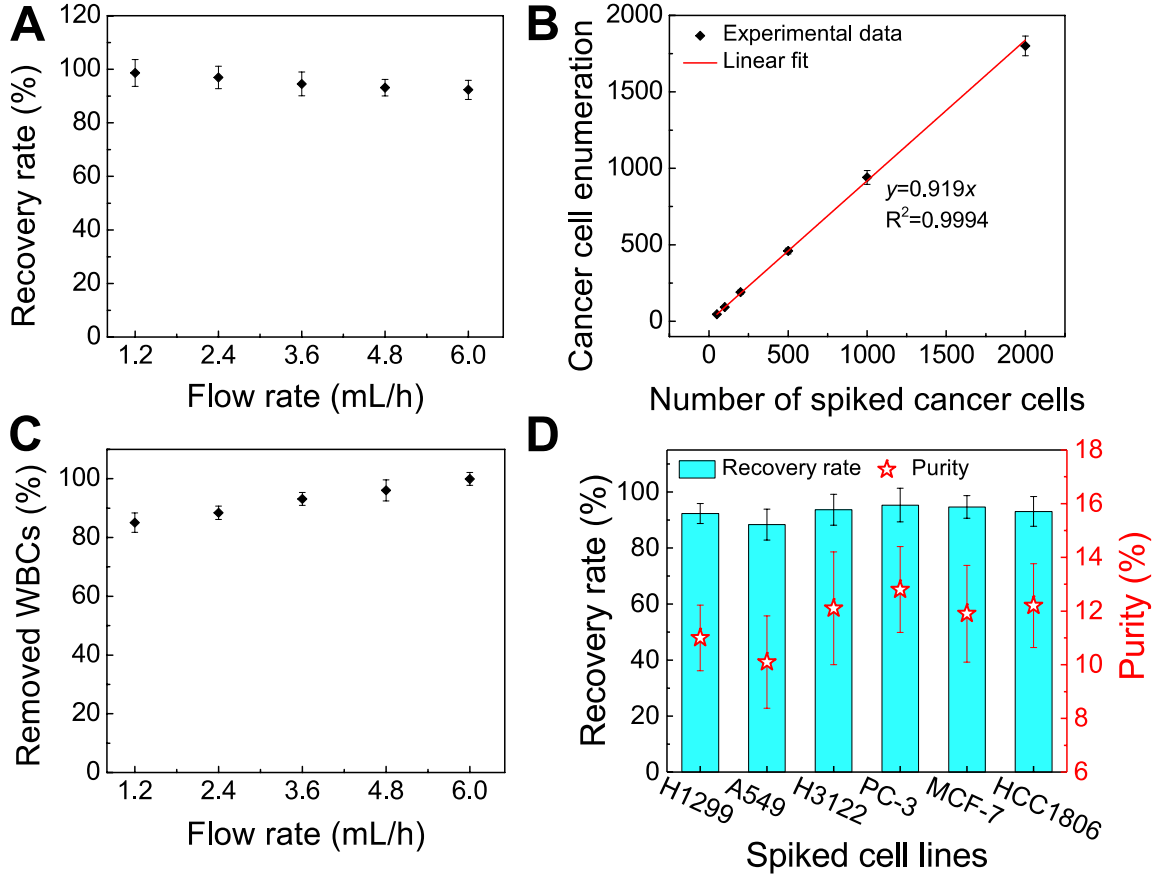 A
120
100
80
60
40
20
0
Recovery rate (%)
1.2 2.4 3.6 4.8 6.0
Flow rate (mL/h)
B
2000
1500
1000
500
0
Cancer cell enumeration
Experimental data
Linear fit
y=0.919x
R²=0.9994
0 500 1000 1500 2000
Number of spiked cancer cells
C
100
80
60
40
20
0
Removed WBCs (%)
1.2 2.4 3.6 4.8 6.0
Flow rate (mL/h)
D
100
80
60
40
20
0
Recovery rate (%)
Recovery rate Purity
18
16
14
12
10
8
6
Purity (%)
H1299 A549 H3122 PC-3 MCF-7 HCC1806
Spiked cell lines